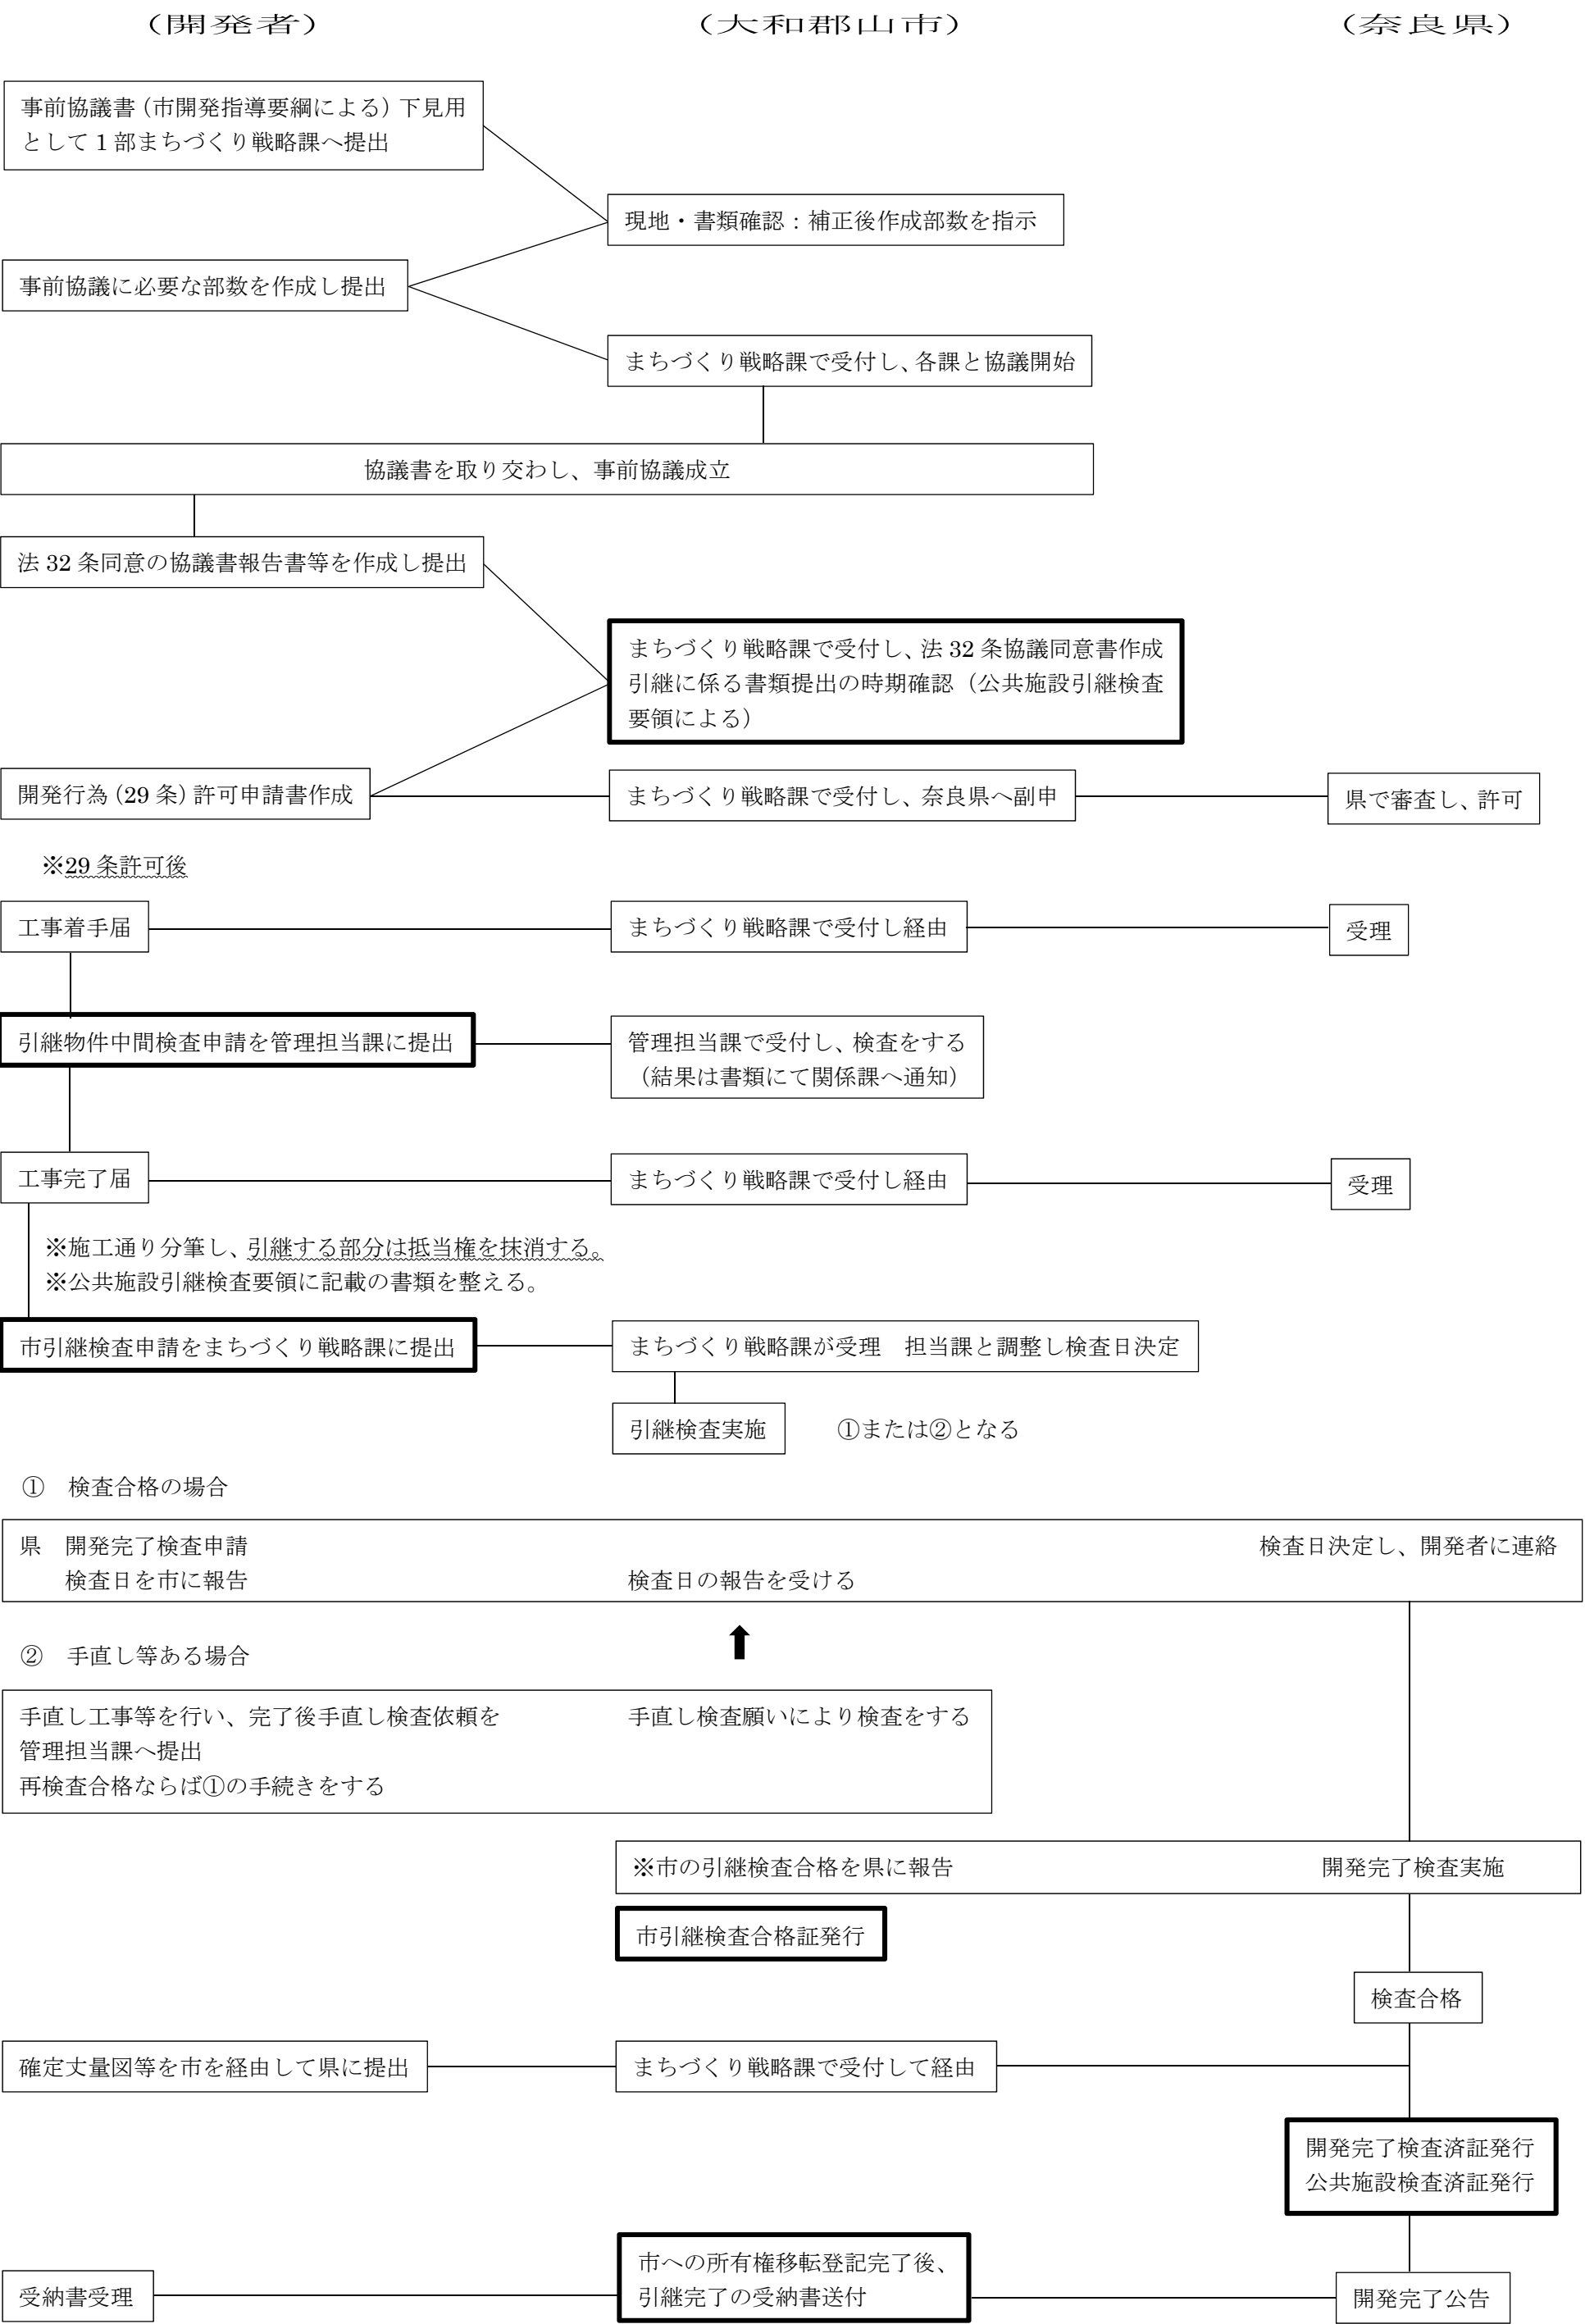 （開発者）
（大和郡山市）
（奈良県）
事前協議書（市開発指導要綱による）下見用
として1部まちづくり戦略課へ提出
現地・書類確認：補正後作成部数を指示
事前協議に必要な部数を作成し提出
まちづくり戦略課で受付し、各課と協議開始
協議書を取り交わし、事前協議成立
法32条同意の協議書報告書等を作成し提出
まちづくり戦略課で受付し、法32条協議同意書作成
引継に係る書類提出の時期確認（公共施設引継検査
要領による）
開発行為（29条）許可申請書作成
まちづくり戦略課で受付し、奈良県へ副申
県で審査し、許可
※29条許可後
工事着手届
まちづくり戦略課で受付し経由
受理
引継物件中間検査申請を管理担当課に提出
管理担当課で受付し、検査をする
（結果は書類にて関係課へ通知）
工事完了届
まちづくり戦略課で受付し経由
受理
※施工通り分筆し、引継する部分は抵当権を抹消する。
※公共施設引継検査要領に記載の書類を整える。
市引継検査申請をまちづくり戦略課に提出
まちづくり戦略課が受理　担当課と調整し検査日決定
引継検査実施
①または②となる
①　検査合格の場合
県　開発完了検査申請
検査日決定し、開発者に連絡
検査日を市に報告
検査日の報告を受ける
②　手直し等ある場合
手直し工事等を行い、完了後手直し検査依頼を
管理担当課へ提出
再検査合格ならば①の手続きをする
手直し検査願いにより検査をする
※市の引継検査合格を県に報告
開発完了検査実施
市引継検査合格証発行
検査合格
確定丈量図等を市を経由して県に提出
まちづくり戦略課で受付して経由
開発完了検査済証発行
公共施設検査済証発行
市への所有権移転登記完了後、
引継完了の受納書送付
受納書受理
開発完了公告